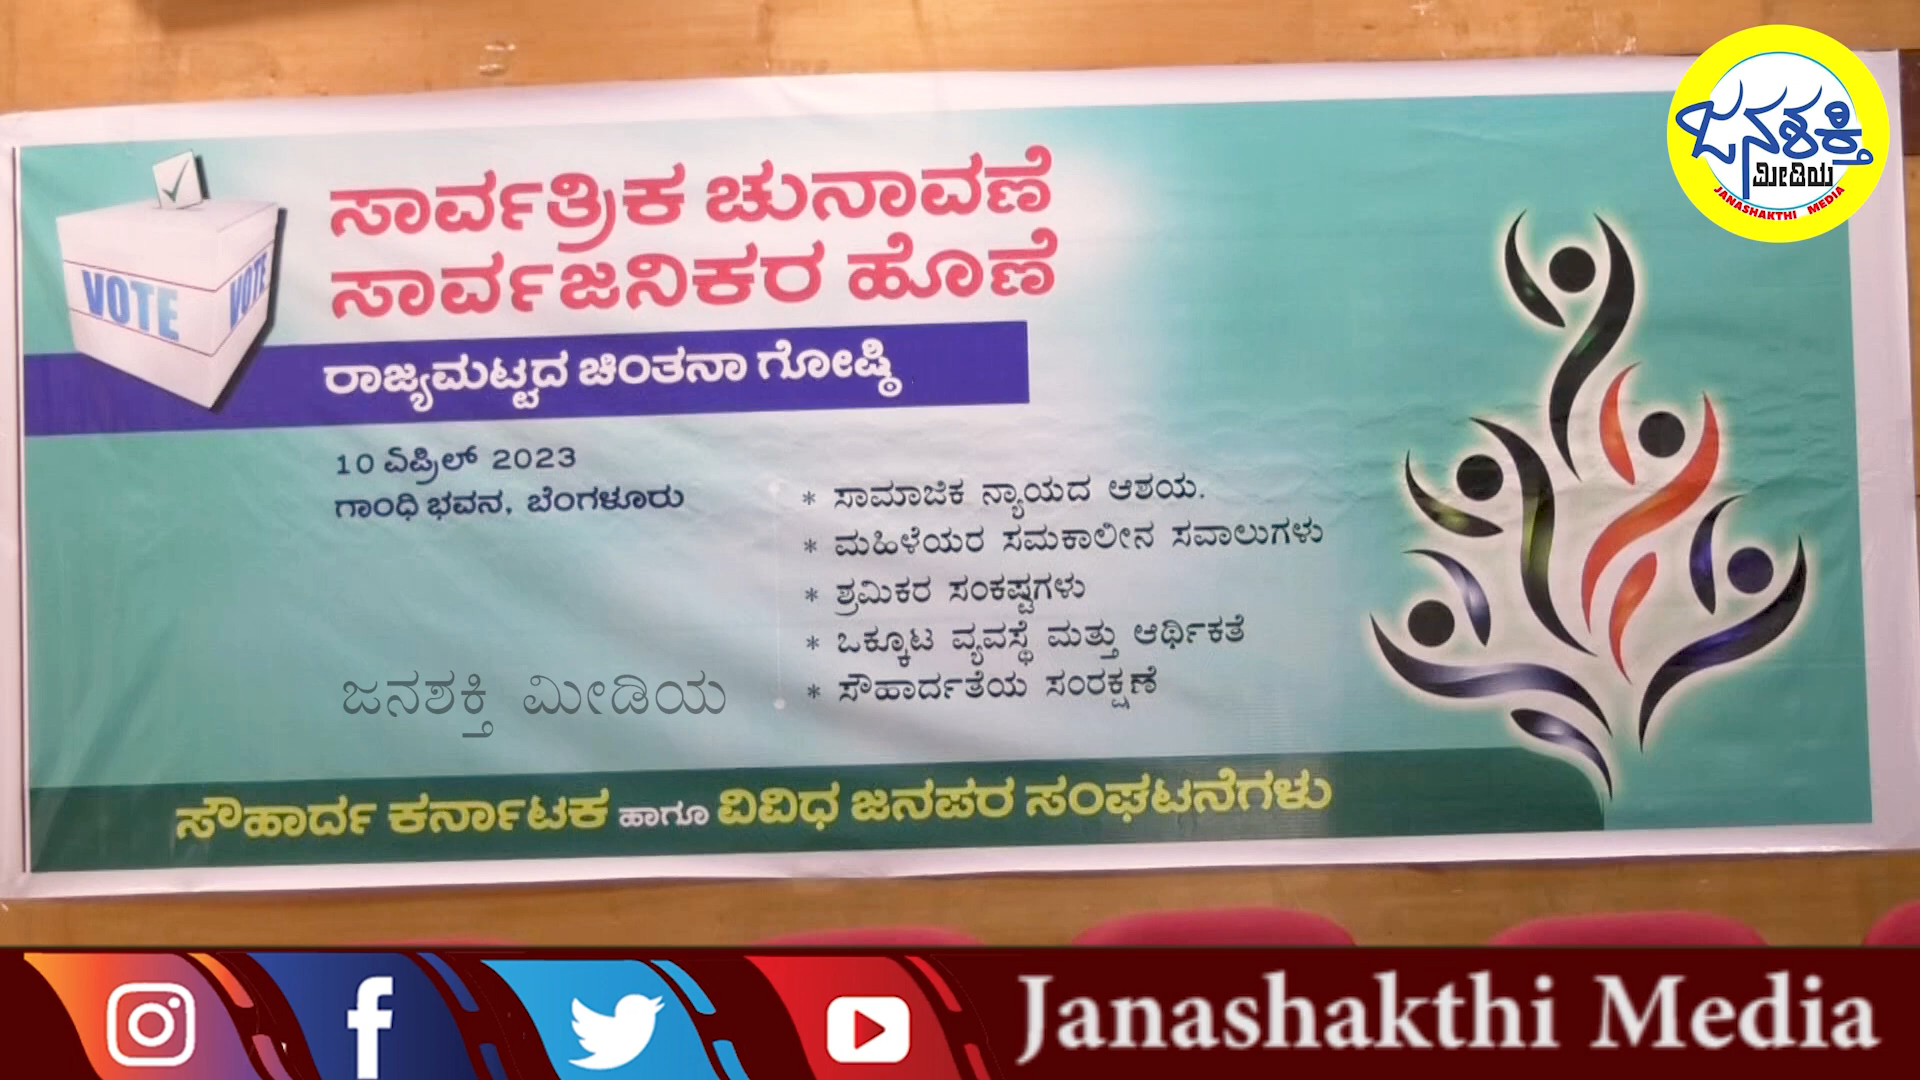 ಜನಶಕ್ತಿ
ಮೀಡಿಯ
JANASHAKTHI MEDIA
VOTE
VOTE
ಸಾರ್ವತ್ರಿಕ ಚುನಾವಣೆ
ಸಾರ್ವಜನಿಕರ ಹೊಣೆ
ರಾಜ್ಯಮಟ್ಟದ ಚಿಂತನಾ ಗೋಷ್ಠಿ
10 ಏಪ್ರಿಲ್ 2023
ಗಾಂಧಿ ಭವನ, ಬೆಂಗಳೂರು
* ಸಾಮಾಜಿಕ ನ್ಯಾಯದ ಆಶಯ.
* ಮಹಿಳೆಯರ ಸಮಕಾಲೀನ ಸವಾಲುಗಳು
* ಶ್ರಮಿಕರ ಸಂಕಷ್ಟಗಳು
* ಒಕ್ಕೂಟ ವ್ಯವಸ್ಥೆ ಮತ್ತು ಆರ್ಥಿಕತೆ
* ಸೌಹಾರ್ದತೆಯ ಸಂರಕ್ಷಣೆ
ಜನಶಕ್ತಿ ಮೀಡಿಯ
ಸೌಹಾರ್ದ ಕರ್ನಾಟಕ ಹಾಗೂ ವಿವಿಧ ಜನಪರ ಸಂಘಟನೆಗಳು
Janashakthi Media